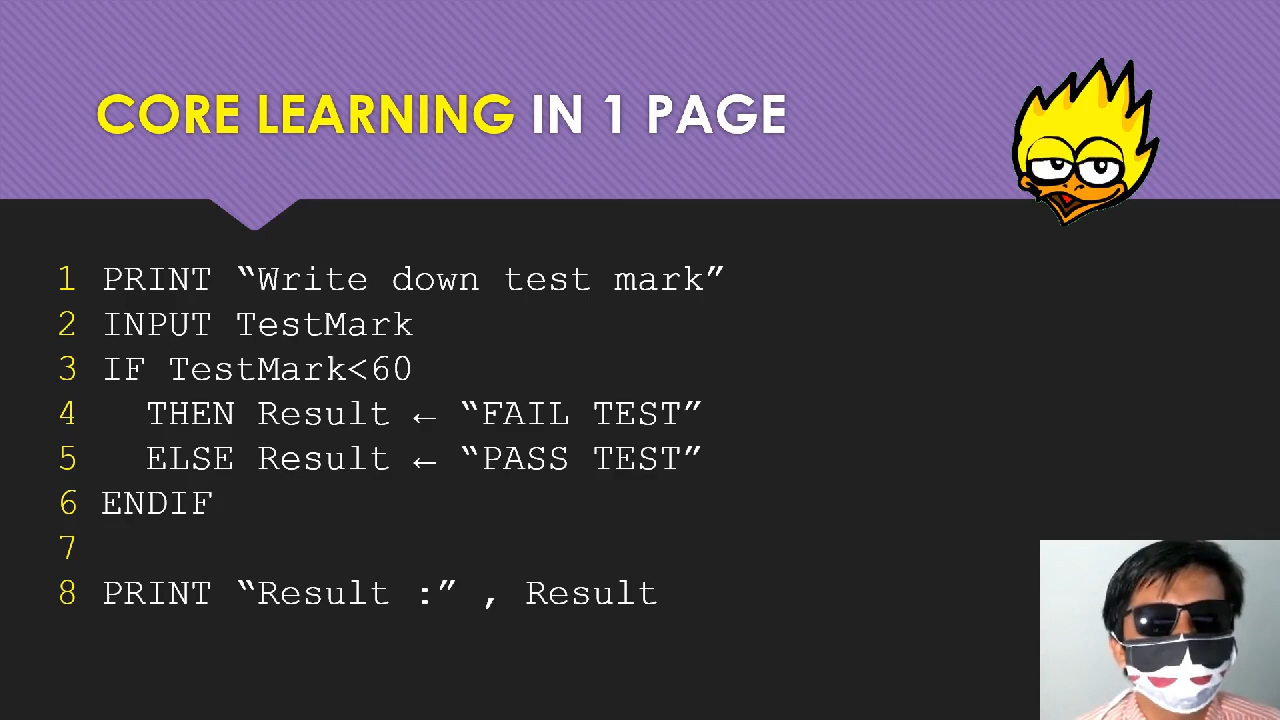 CORE LEARNING IN 1 PAGE
1 PRINT “Write down test mark”
2 INPUT TestMark
3 IF TestMark<60
4   THEN Result ← “FAIL TEST”
5   ELSE Result ← “PASS TEST”
6 ENDIF
7
8 PRINT “Result :” , Result